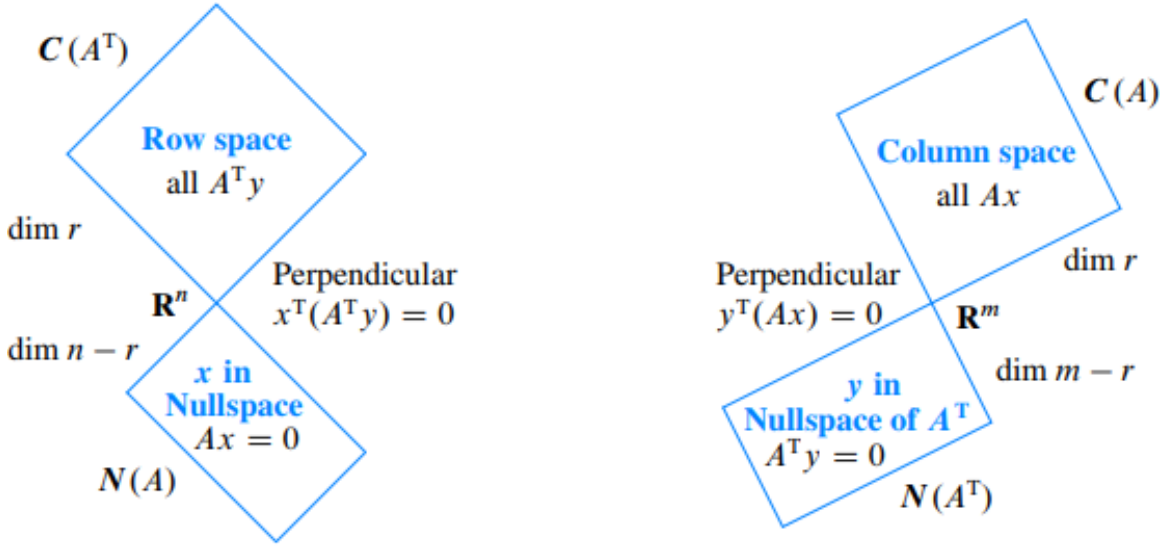 C(Aᵀ)
Row space
all Aᵀy
dim r
Perpendicular
xᵀ(Aᵀy) = 0
Rⁿ
dim n − r
x in
Nullspace
Ax = 0
N(A)
C(A)
Column space
all Ax
dim r
Perpendicular
yᵀ(Ax) = 0
Rᵐ
dim m − r
y in
Nullspace of Aᵀ
Aᵀy = 0
N(Aᵀ)